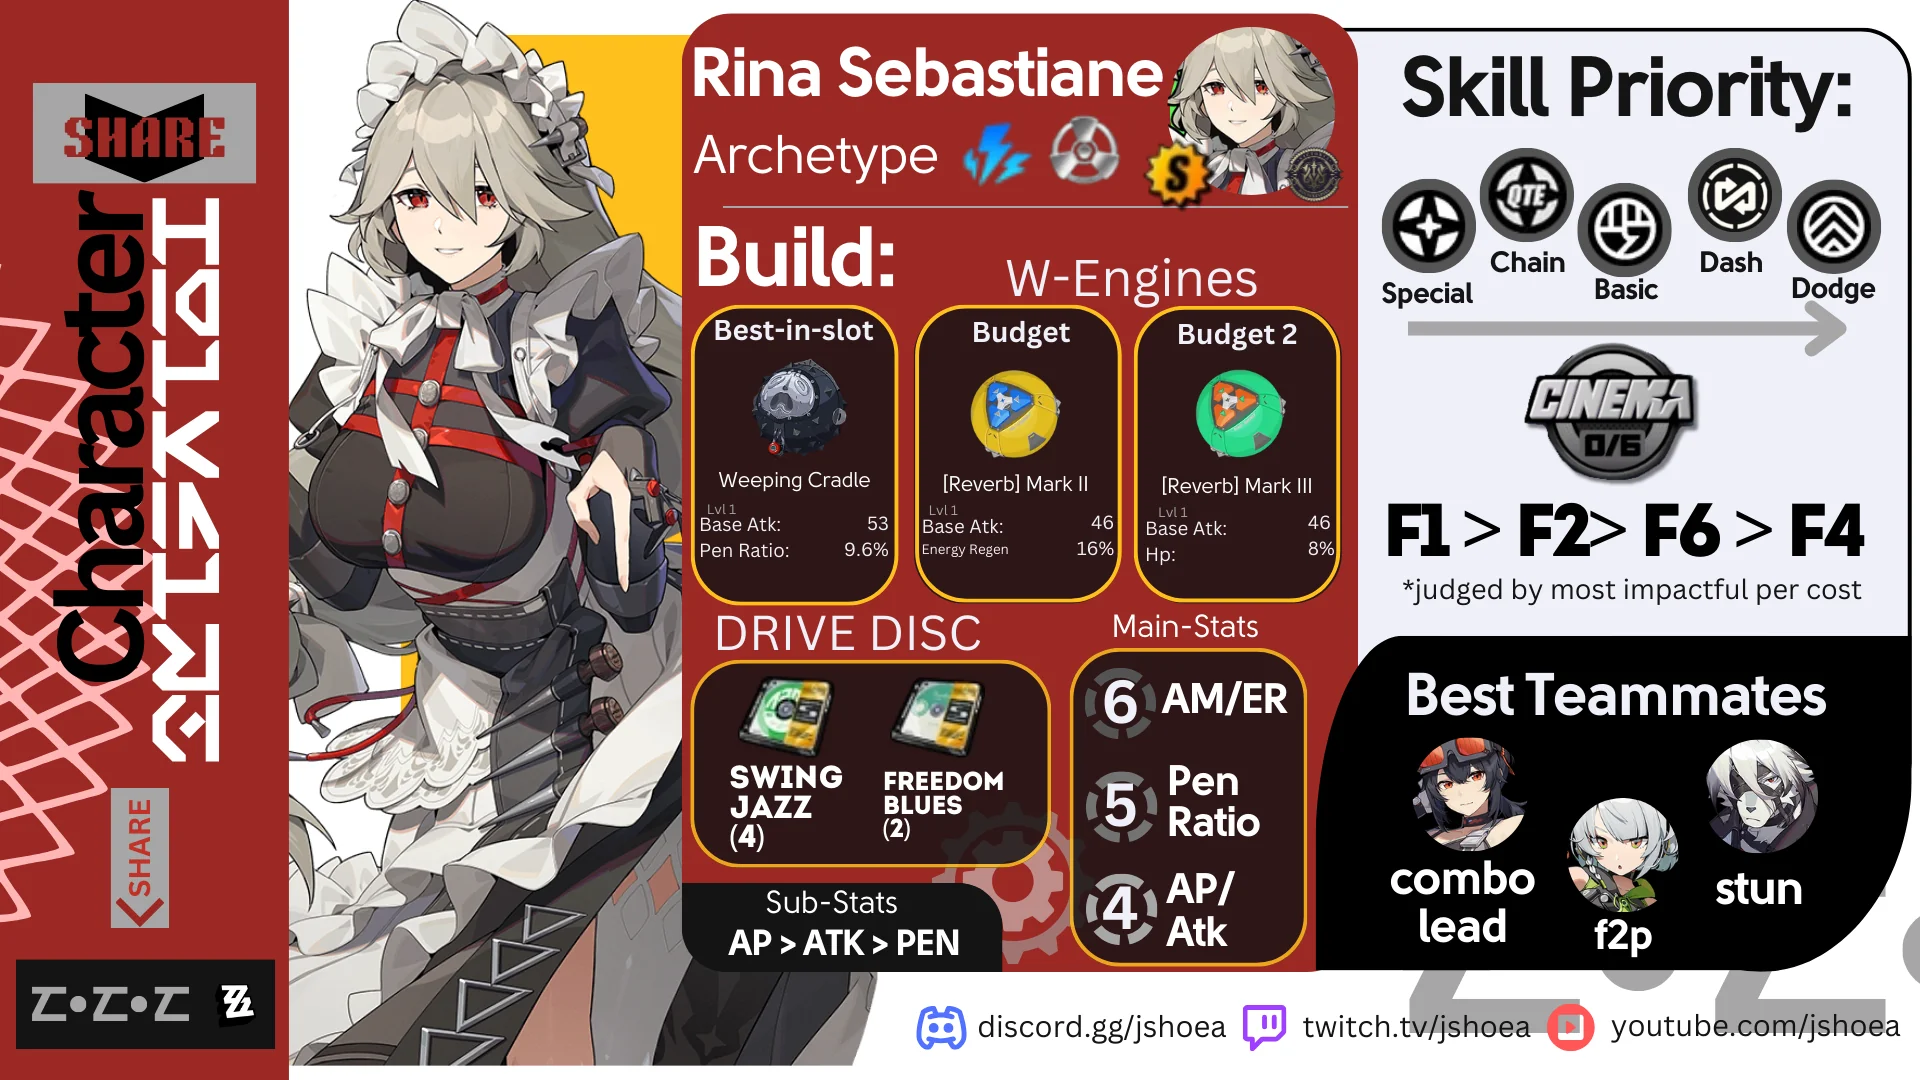 SHARE
Character
SHARE
Z•Z•Z
Rina Sebastiane
Archetype
S
Build:
W-Engines
Best-in-slot
Weeping Cradle
Lvl 1
Base Atk: 53
Pen Ratio: 9.6%
Budget
[Reverb] Mark II
Lvl 1
Base Atk: 46
Energy Regen 16%
Budget 2
[Reverb] Mark III
Lvl 1
Base Atk: 46
Hp: 8%
DRIVE DISC
SWING
JAZZ
(4)
FREEDOM
BLUES
(2)
Main-Stats
6 AM/ER
5 Pen
Ratio
4 AP/
Atk
Sub-Stats
AP > ATK > PEN
Skill Priority:
Special
QTE
Chain
Basic
Dash
Dodge
CINEMA
0/6
F1 > F2> F6 > F4
*judged by most impactful per cost
Best Teammates
combo
lead
f2p
stun
discord.gg/jshoea
twitch.tv/jshoea
youtube.com/jshoea